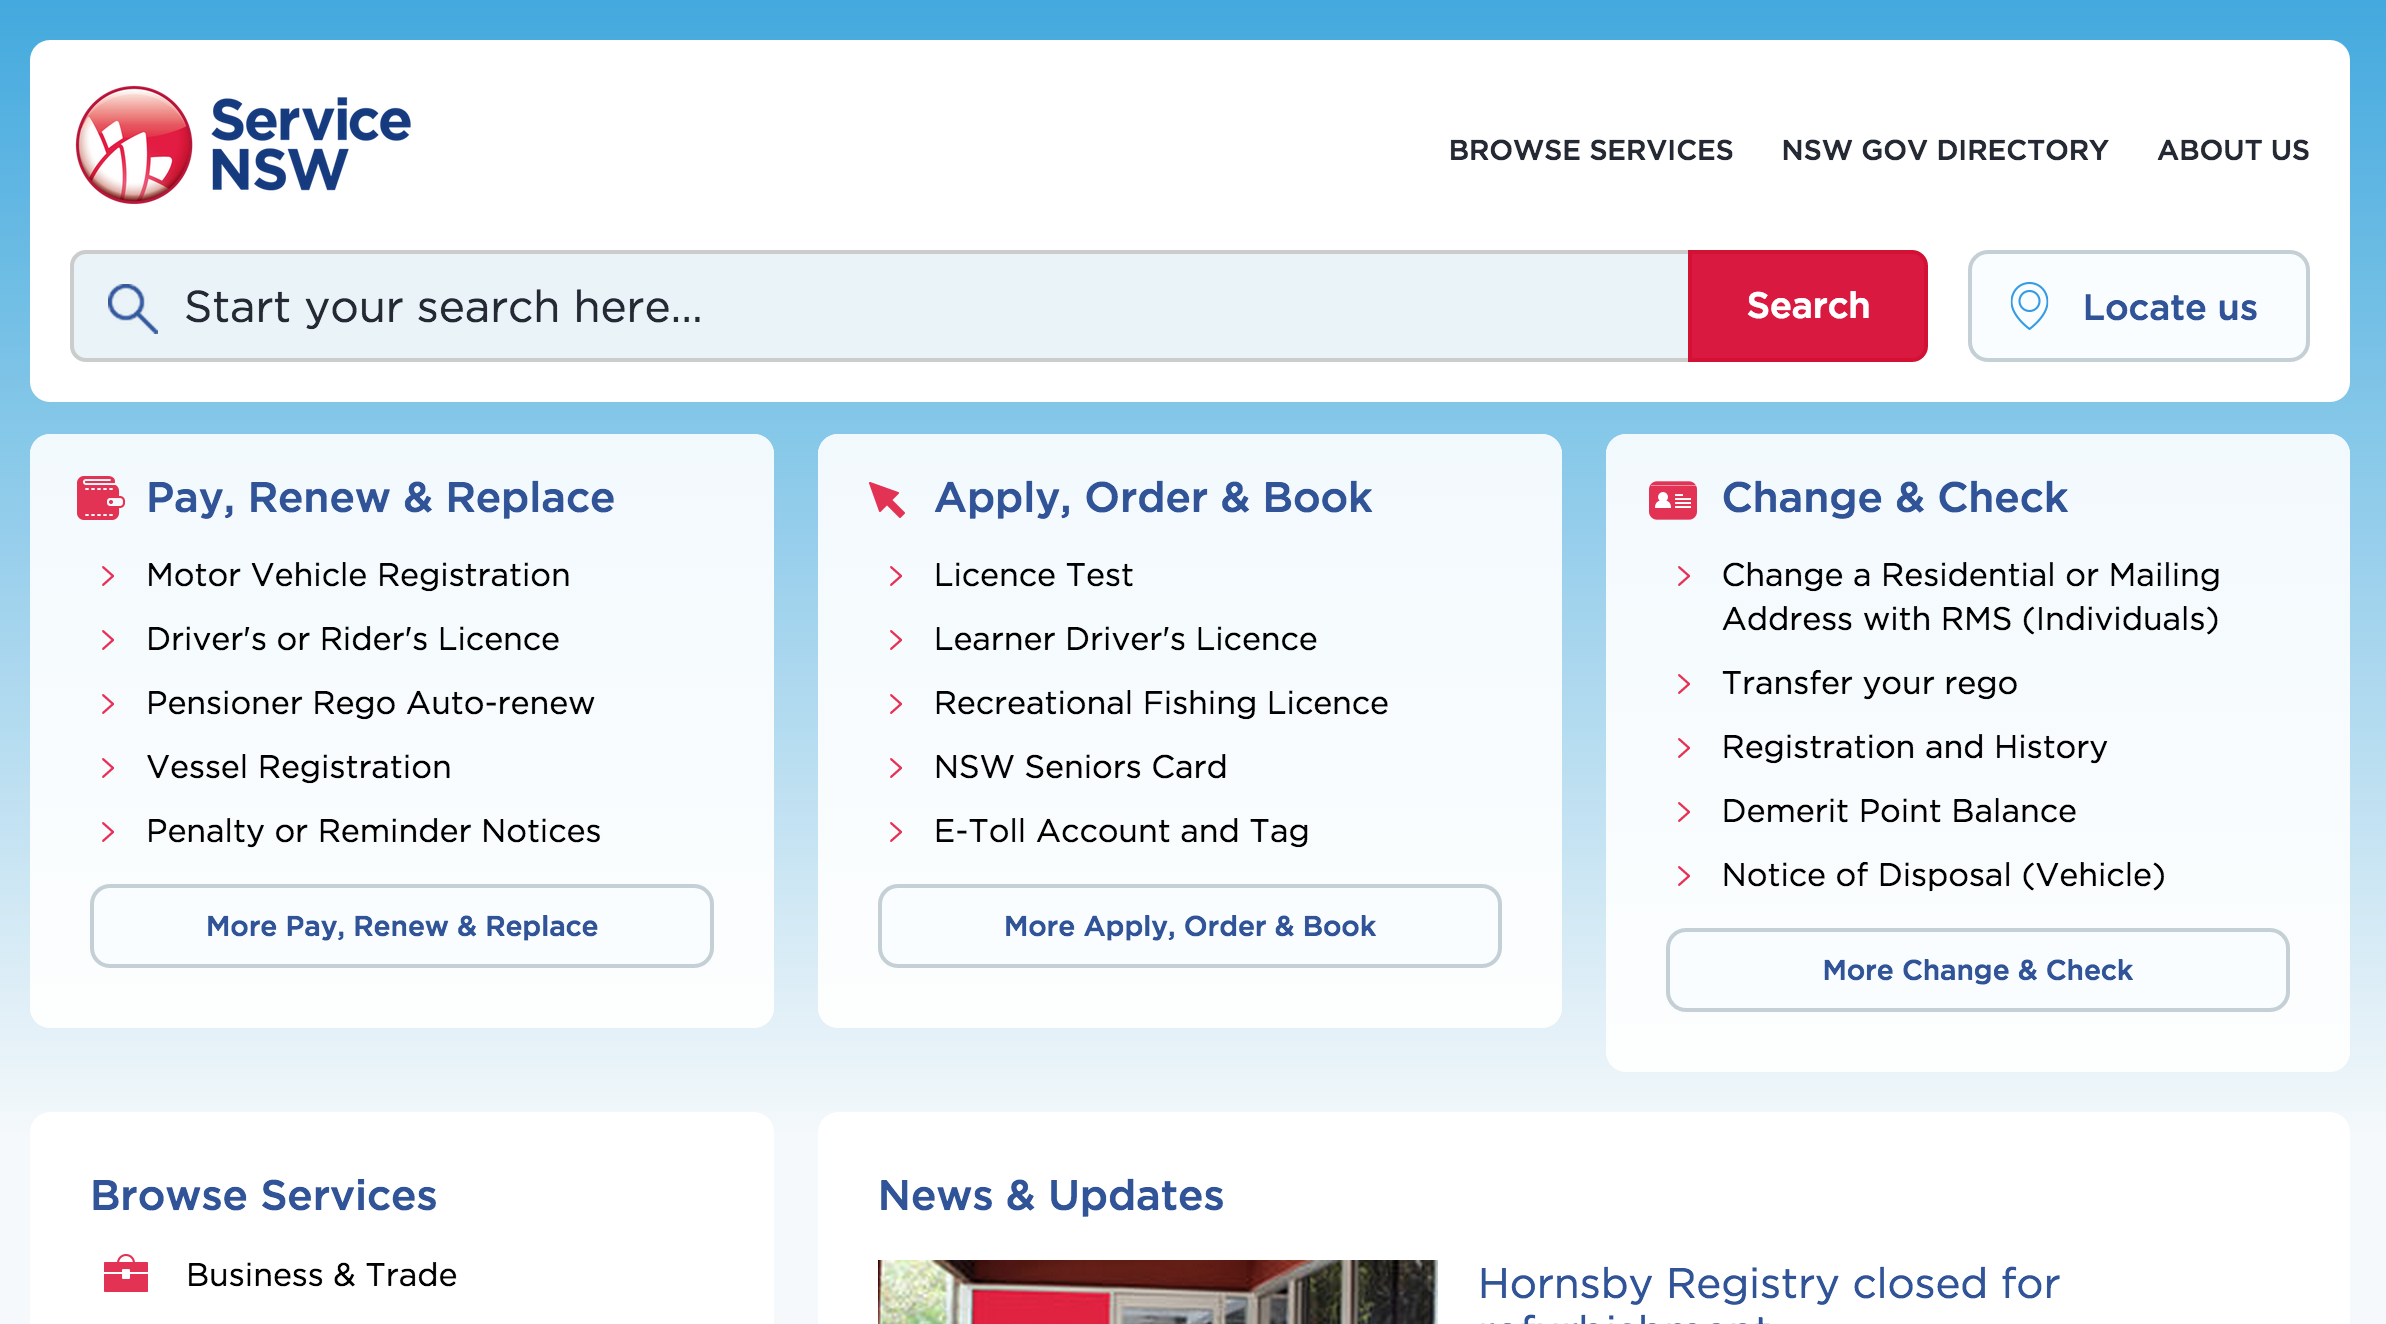 Service
NSW
BROWSE SERVICES
NSW GOV DIRECTORY
ABOUT US
Start your search here...
Search
Locate us
Pay, Renew & Replace
Motor Vehicle Registration
Driver's or Rider's Licence
Pensioner Rego Auto-renew
Vessel Registration
Penalty or Reminder Notices
More Pay, Renew & Replace
Apply, Order & Book
Licence Test
Learner Driver's Licence
Recreational Fishing Licence
NSW Seniors Card
E-Toll Account and Tag
More Apply, Order & Book
Change & Check
Change a Residential or Mailing
Address with RMS (Individuals)
Transfer your rego
Registration and History
Demerit Point Balance
Notice of Disposal (Vehicle)
More Change & Check
Browse Services
Business & Trade
News & Updates
Hornsby Registry closed for
refurbishment